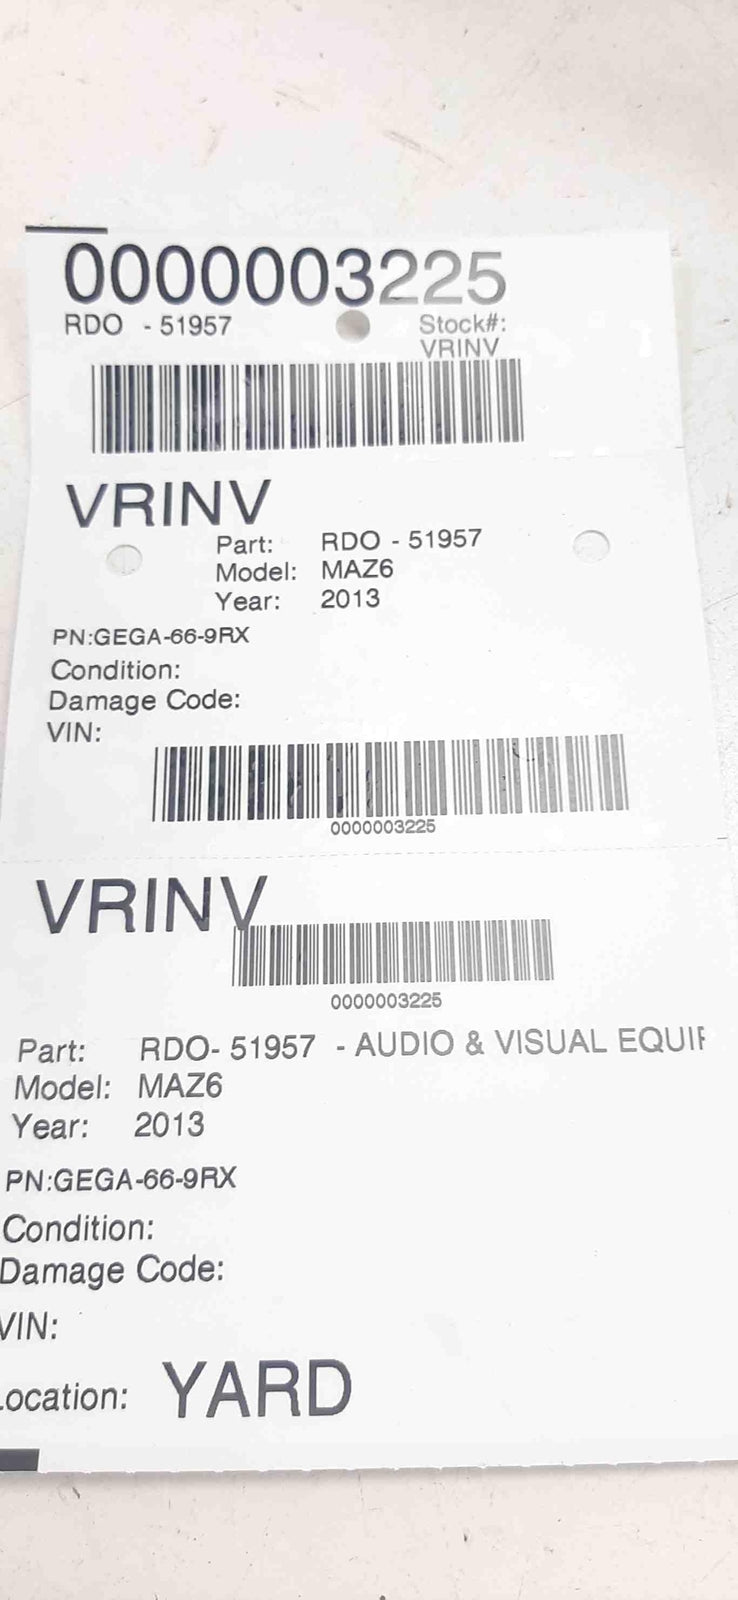 0000003225
RDO - 51957
Stock#:
VRINV
VRINV
Part: RDO - 51957
Model: MAZ6
Year: 2013
PN:GEGA-66-9RX
Condition:
Damage Code:
VIN:
0000003225
VRINV
0000003225
Part: RDO- 51957 - AUDIO & VISUAL EQUIF
Model: MAZ6
Year: 2013
PN:GEGA-66-9RX
Condition:
Damage Code:
VIN:
ocation: YARD